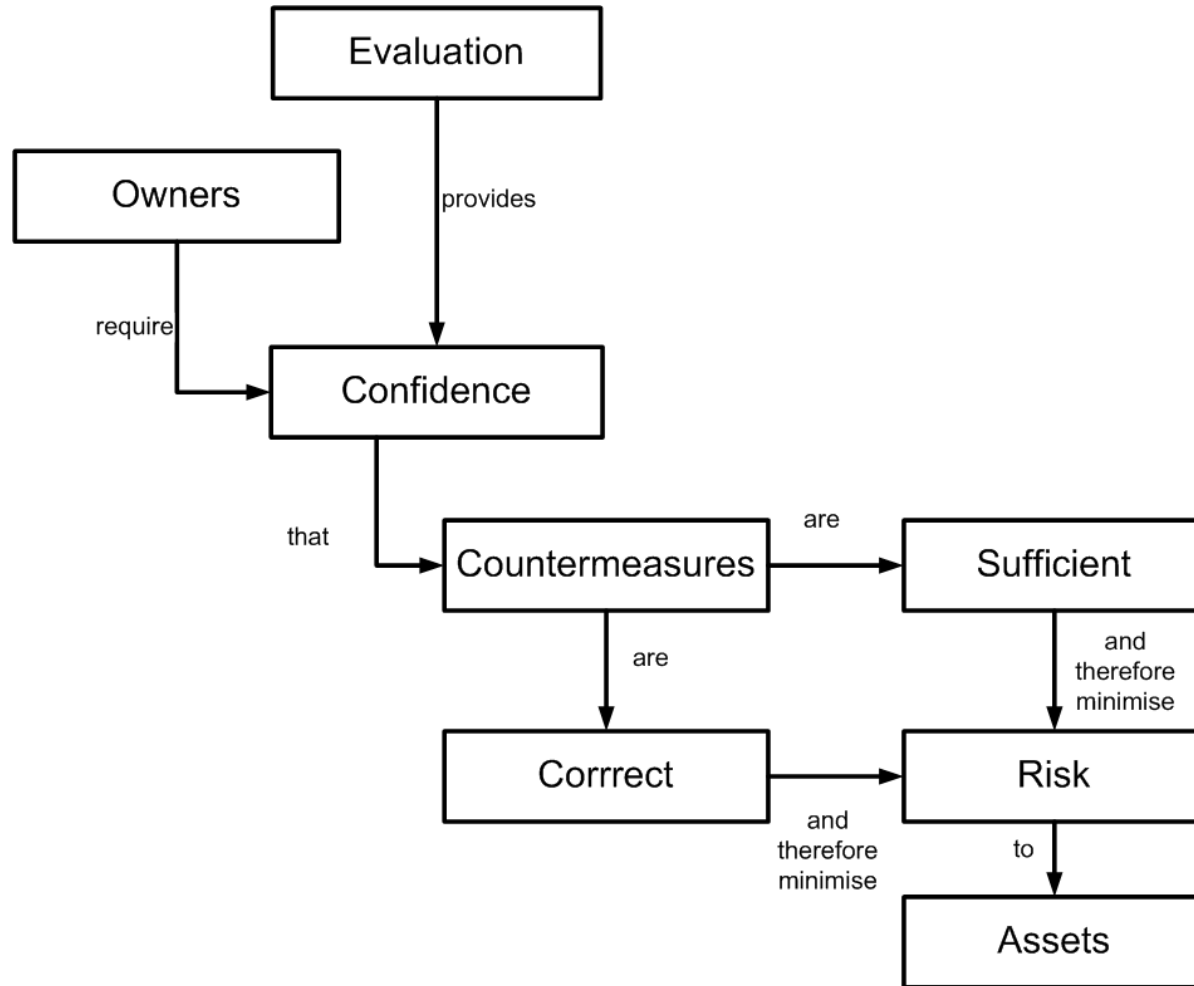 Evaluation
Owners
provides
require
Confidence
that
Countermeasures
are
Sufficient
are
and
therefore
minimise
Corrrect
and
therefore
minimise
Risk
to
Assets